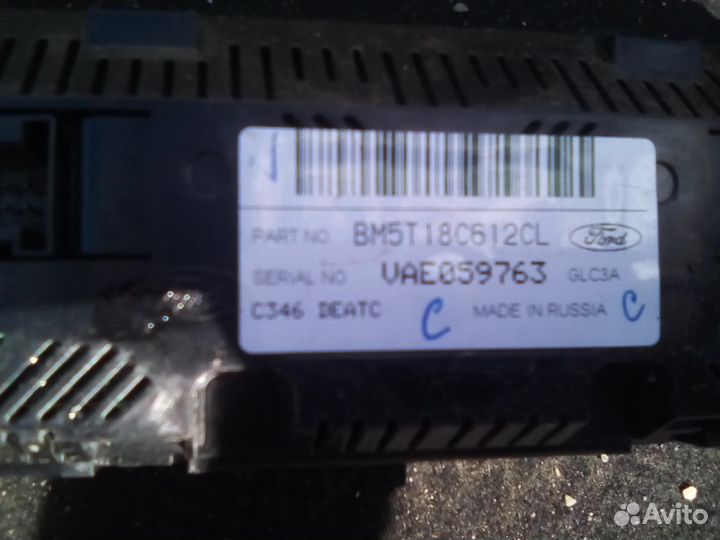 PART NO BM5T18C612CL Ford
SERIAL NO VAE059763 GLC3A
C346 DEATC C MADE IN RUSSIA C
Avito